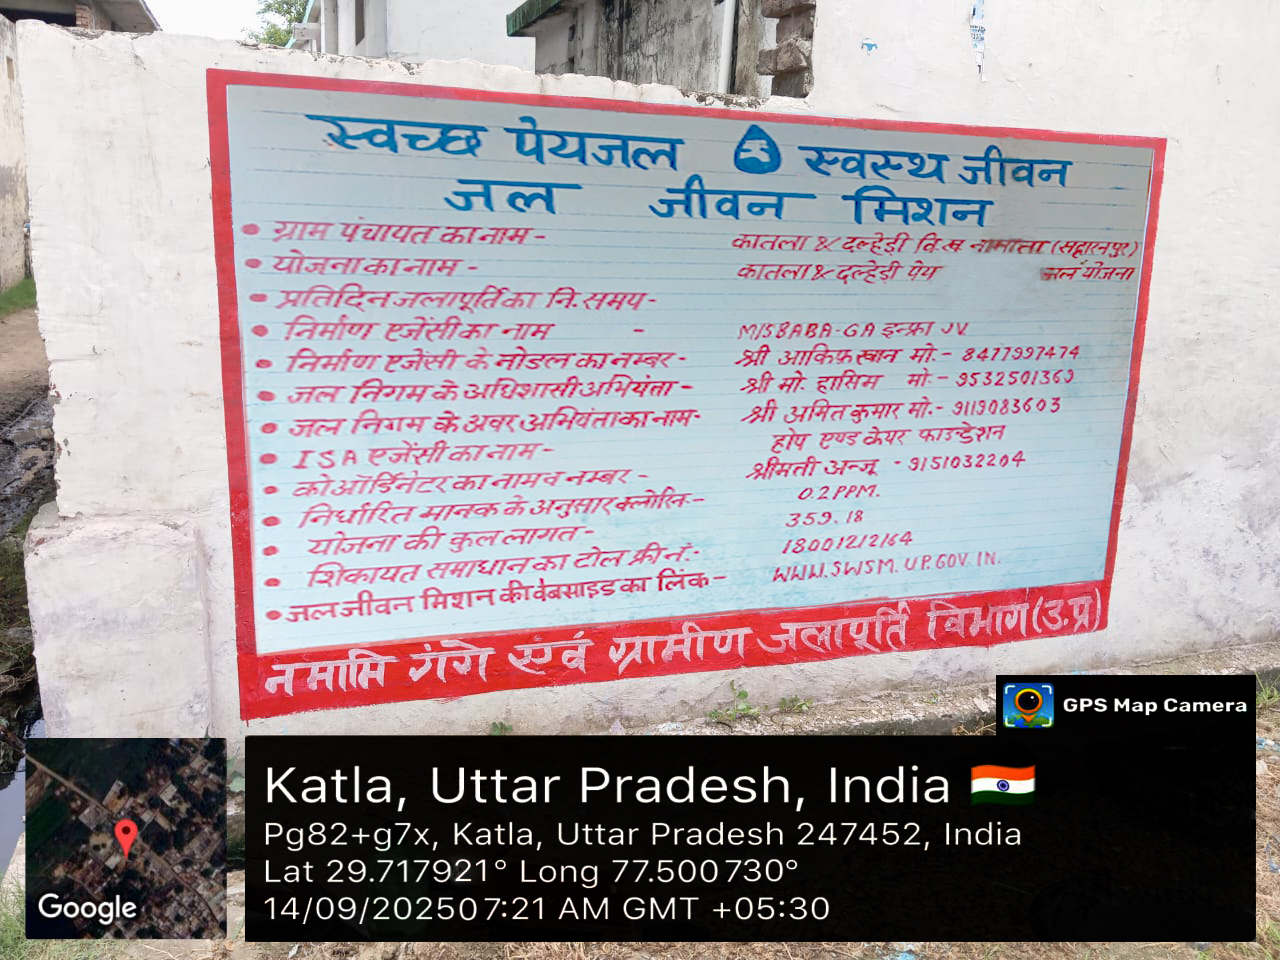 स्वच्छ पेयजल स्वस्थ जीवन
जल जीवन मिशन
• ग्राम पंचायत का नाम - कातला & दल्हेड़ी वि.ख नानौता (सहारनपुर)
• योजना का नाम - कातला & दल्हेड़ी पेय जल योजना
• प्रतिदिन जलापूर्ति का नि. समय-
• निर्माण एजेंसी का नाम - M/S BABA-GA इन्फ्रा JV
• निर्माण एजेंसी के नोडल का नम्बर- श्री आकिफ खान मो.- 8477997474
• जल निगम के अधिशासी अभियंता - श्री मो. हासिम मो.- 9532501369
• जल निगम के अवर अभियंता का नाम- श्री अमित कुमार मो.- 9119083603
• ISA एजेंसी का नाम - होप एण्ड केयर फाउन्डेशन
• कोऑर्डिनेटर का नाम व नम्बर- श्रीमती अन्जू - 9151032204
• निर्धारित मानक के अनुसार क्लोरिन- 0.2 PPM.
• योजना की कुल लागत- 359.18
• शिकायत समाधान का टोल फ्री नं.- 18001212164
• जल जीवन मिशन की वेबसाइड का लिंक- WWW.SWSM.UP.GOV.IN.
नमामि गंगे एवं ग्रामीण जलापूर्ति विभाग (उ.प्र)
GPS Map Camera
Katla, Uttar Pradesh, India
Pg82+g7x, Katla, Uttar Pradesh 247452, India
Lat 29.717921° Long 77.500730°
14/09/2025 07:21 AM GMT +05:30
Google